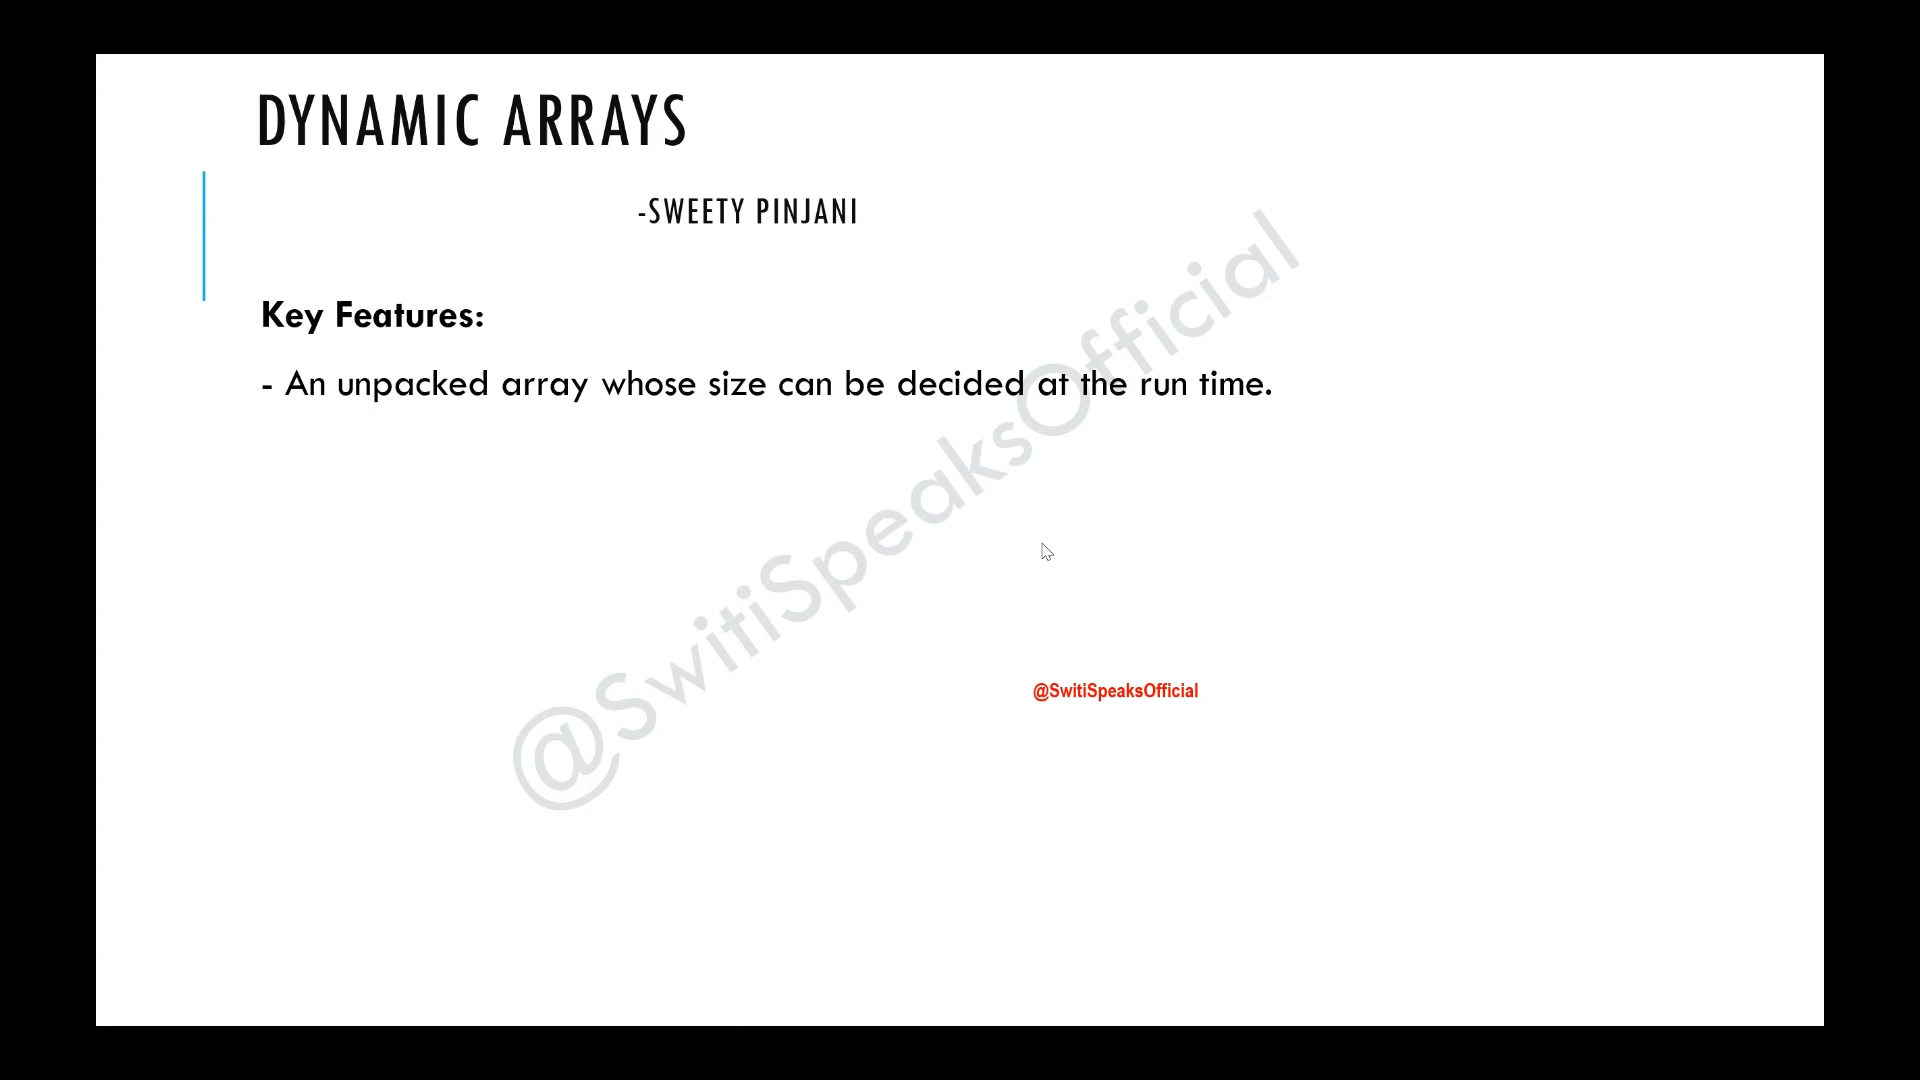 DYNAMIC ARRAYS
-SWEETY PINJANI
Key Features:
- An unpacked array whose size can be decided at the run time.
@SwitiSpeaksOfficial
@SwitiSpeaksOfficial